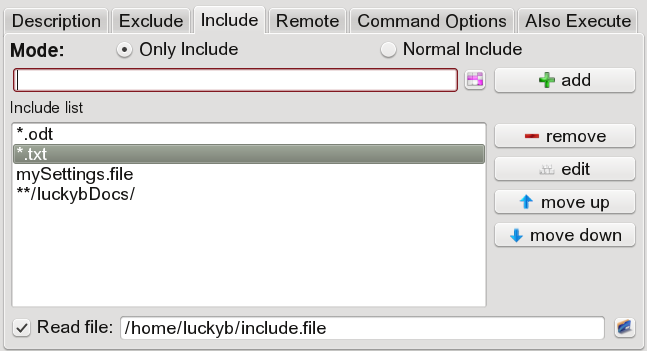 Description Exclude Include Remote Command Options Also Execute
Mode: Only Include Normal Include
add
Include list
*.odt
*.txt
mySettings.file
**/luckybDocs/
remove
edit
move up
move down
Read file: /home/luckyb/include.file